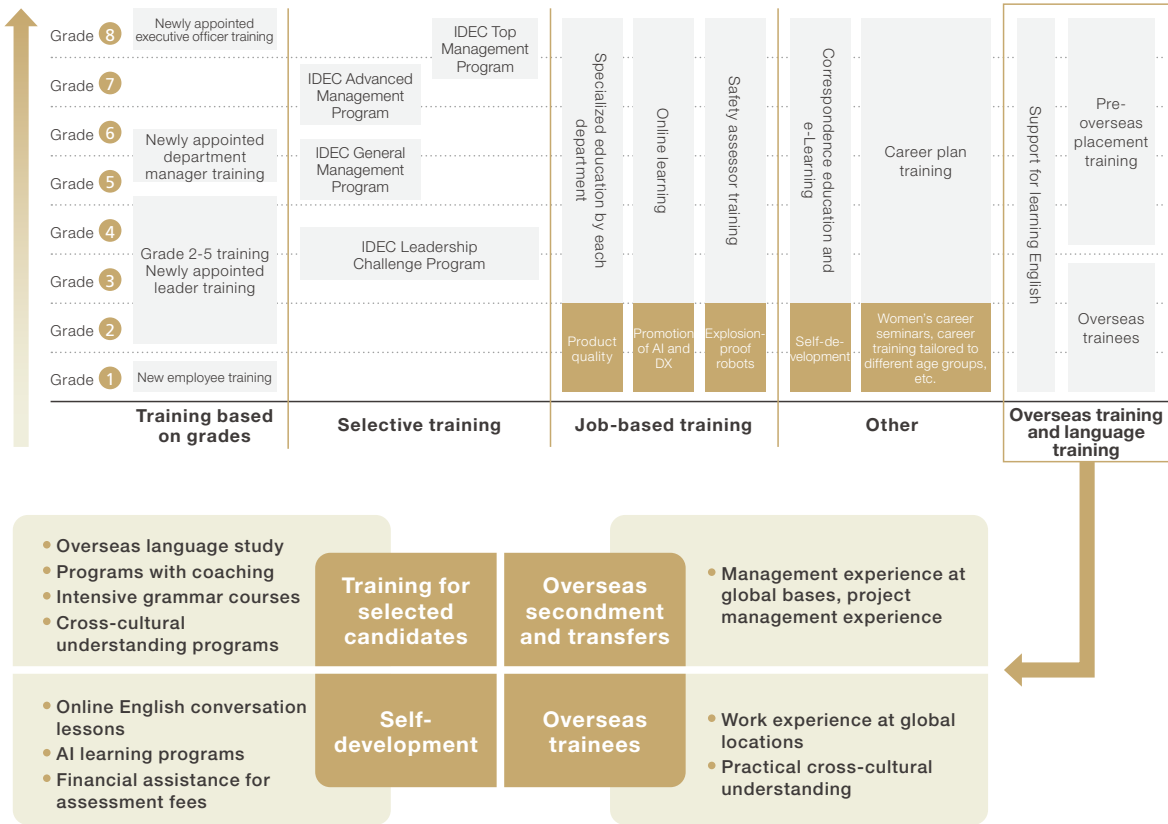 Grade 8
Newly appointed
executive officer training
Grade 7
Grade 6
Newly appointed
department
manager training
Grade 5
Grade 4
Grade 2-5 training
Newly appointed
leader training
Grade 3
Grade 2
Grade 1
New employee training
Training based
on grades
IDEC Top
Management
Program
IDEC Advanced
Management
Program
IDEC General
Management
Program
IDEC Leadership
Challenge Program
Selective training
Specialized education by each
department
Online learning
Safety assessor training
Product
quality
Promotion
of AI and
DX
Explosion-
proof
robots
Job-based training
Correspondence education and
e-Learning
Career plan
training
Self-de-
velopment
Women's career
seminars, career
training tailored to
different age groups,
etc.
Other
Support for learning English
Pre-
overseas
placement
training
Overseas
trainees
Overseas training
and language
training
• Overseas language study
• Programs with coaching
• Intensive grammar courses
• Cross-cultural
understanding programs
Training for
selected
candidates
Overseas
secondment
and transfers
• Management experience at
global bases, project
management experience
• Online English conversation
lessons
• AI learning programs
• Financial assistance for
assessment fees
Self-
development
Overseas
trainees
• Work experience at global
locations
• Practical cross-cultural
understanding